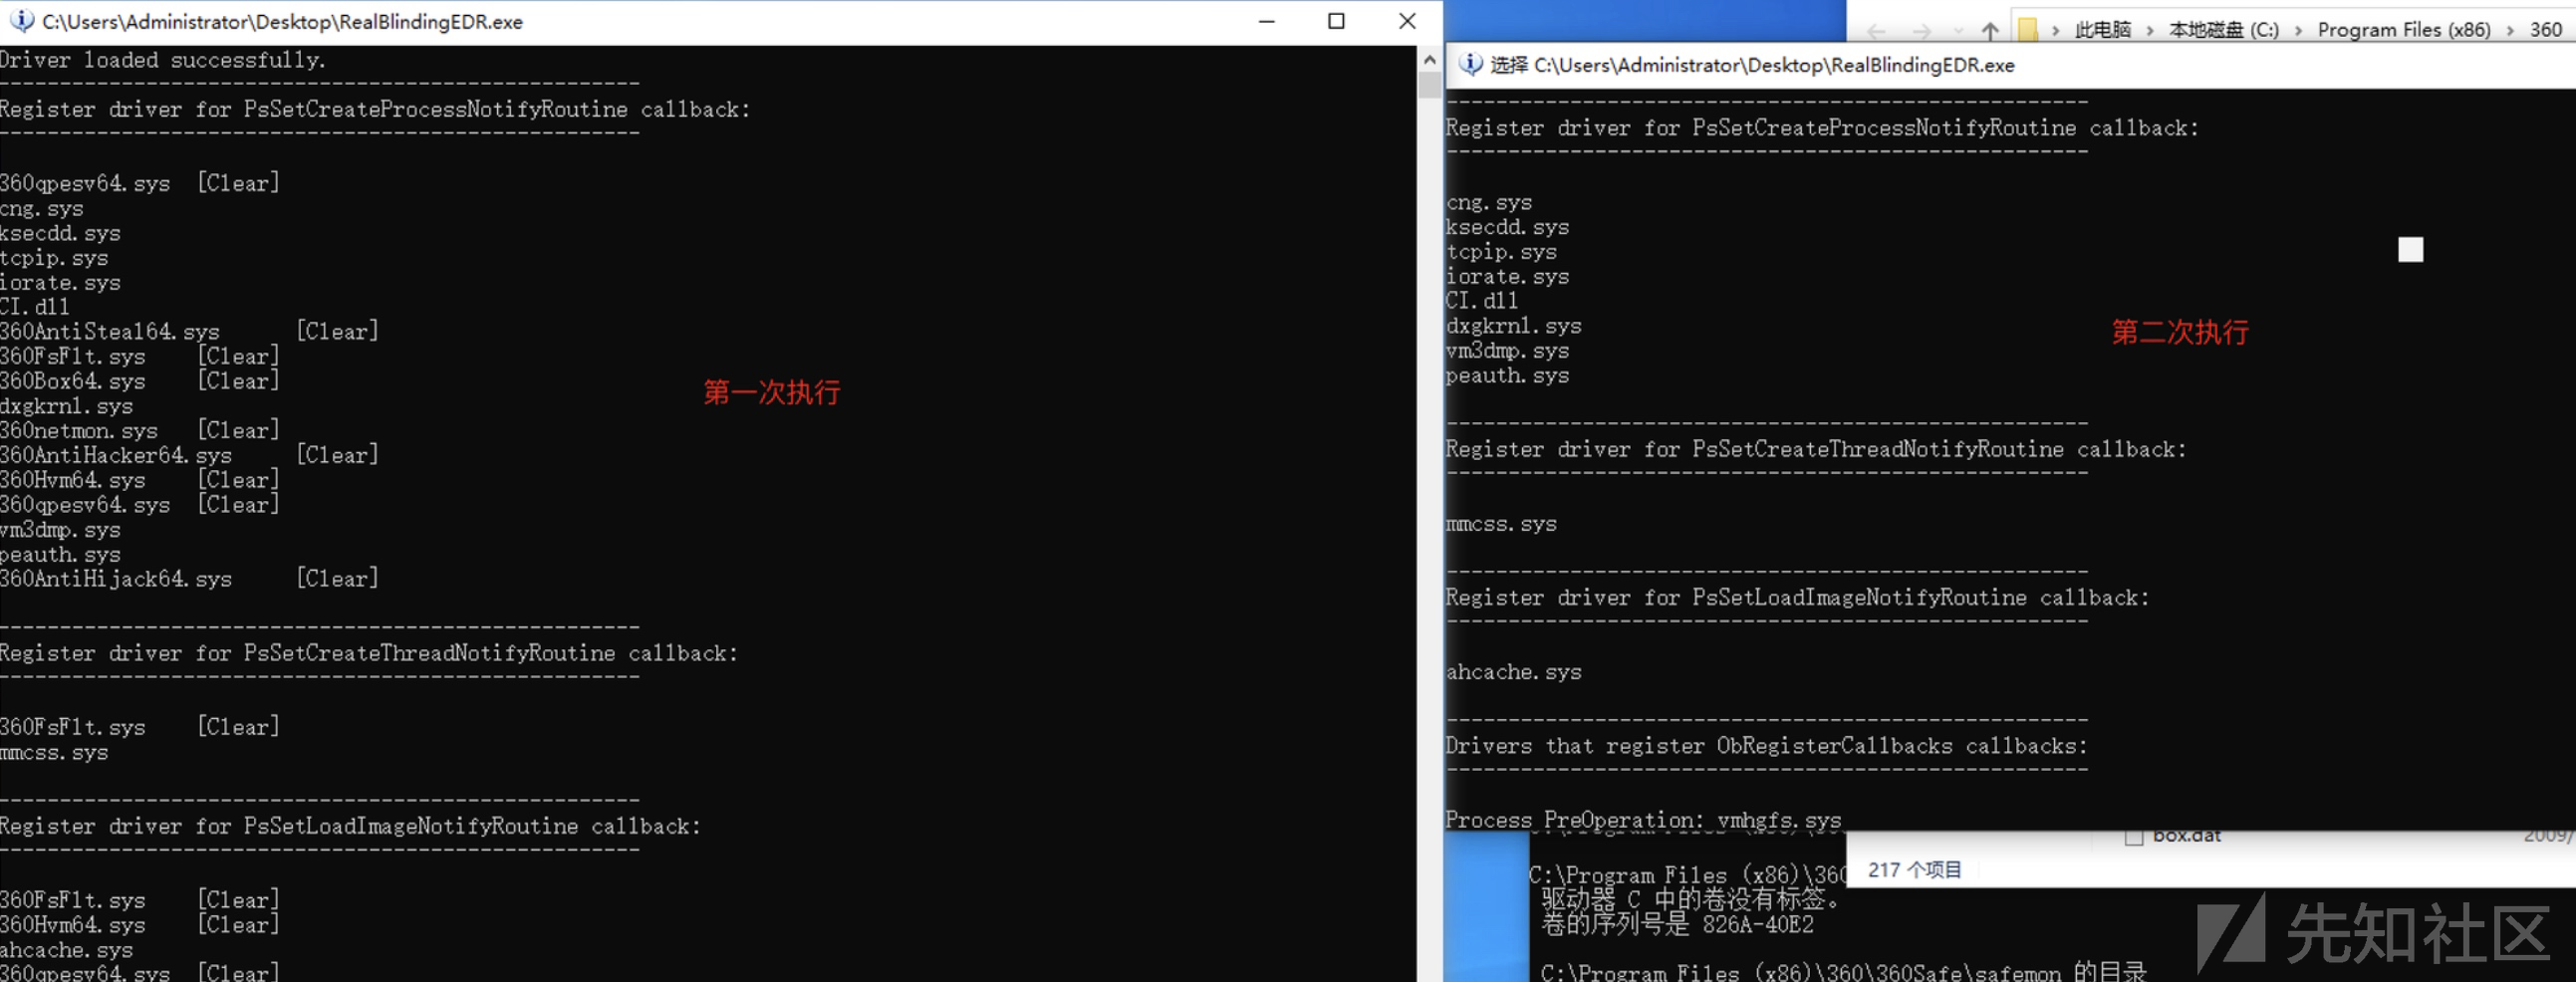 C:\Users\Administrator\Desktop\RealBlindingEDR.exe
Driver loaded successfully.
----------------------------------------------------
Register driver for PsSetCreateProcessNotifyRoutine callback:
----------------------------------------------------
360qpesv64.sys [Clear]
cng.sys
ksecdd.sys
tcpip.sys
iorate.sys
CI.dll
360AntiSteal64.sys [Clear]
360FsFlt.sys [Clear]
360Box64.sys [Clear]
dxgkrnl.sys
360netmon.sys [Clear]
360AntiHacker64.sys [Clear]
360Hvm64.sys [Clear]
360qpesv64.sys [Clear]
vm3dmp.sys
peauth.sys
360AntiHijack64.sys [Clear]
第一次执行
----------------------------------------------------
Register driver for PsSetCreateThreadNotifyRoutine callback:
----------------------------------------------------
360FsFlt.sys [Clear]
mmcss.sys
----------------------------------------------------
Register driver for PsSetLoadImageNotifyRoutine callback:
----------------------------------------------------
360FsFlt.sys [Clear]
360Hvm64.sys [Clear]
ahcache.sys
360qpesv64.sys [Clear]
此电脑 > 本地磁盘 (C:) > Program Files (x86) > 360
选择 C:\Users\Administrator\Desktop\RealBlindingEDR.exe
----------------------------------------------------
Register driver for PsSetCreateProcessNotifyRoutine callback:
----------------------------------------------------
cng.sys
ksecdd.sys
tcpip.sys
iorate.sys
CI.dll
dxgkrnl.sys
vm3dmp.sys
peauth.sys
第二次执行
----------------------------------------------------
Register driver for PsSetCreateThreadNotifyRoutine callback:
----------------------------------------------------
mmcss.sys
----------------------------------------------------
Register driver for PsSetLoadImageNotifyRoutine callback:
----------------------------------------------------
ahcache.sys
----------------------------------------------------
Drivers that register ObRegisterCallbacks callbacks:
----------------------------------------------------
Process PreOperation: vmhgfs.sys
box.dat 2009/
217 个项目
C:\Program Files (x86)\360
驱动器 C 中的卷没有标签。
卷的序列号是 826A-40E2
C:\Program Files (x86)\360\360Safe\safemon 的目录
先知社区